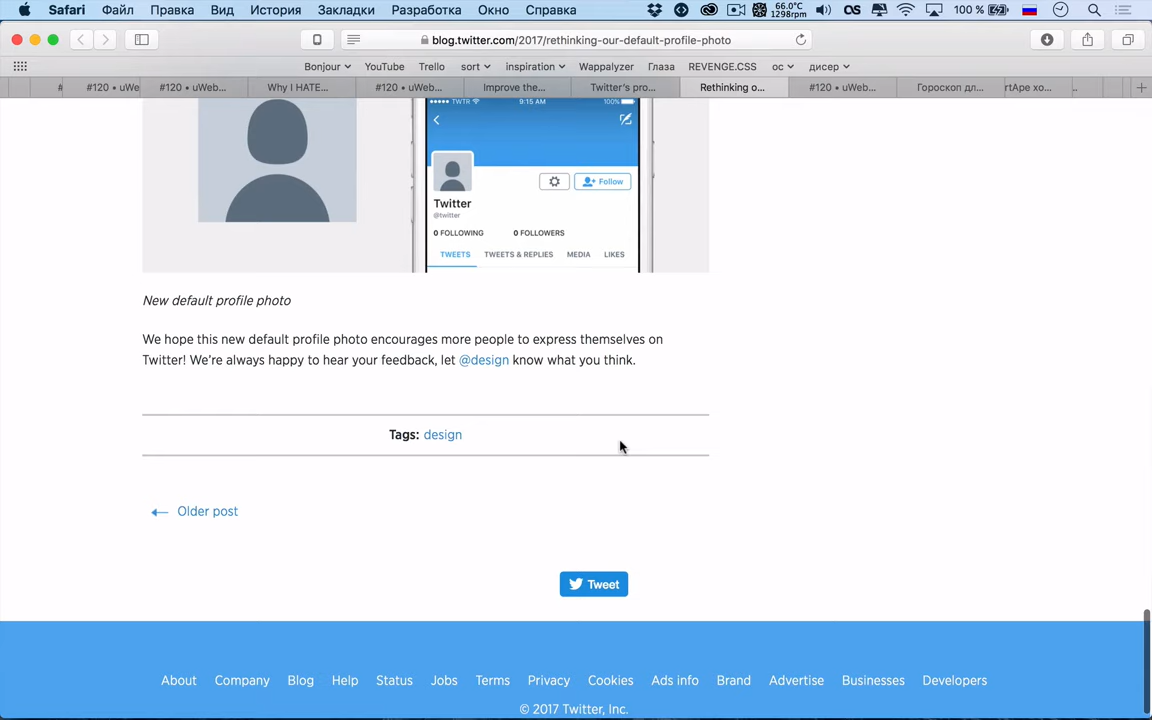 Safari Файл Правка Вид История Закладки Разработка Окно Справка 66.0°C 1298rpm 100 %
blog.twitter.com/2017/rethinking-our-default-profile-photo
Bonjour YouTube Trello sort inspiration Wappalyzer Глаза REVENGE.CSS ос дисер
#120 • uWe #120 • uWeb... Why I HATE... #120 • uWeb... Improve the... Twitter's pro... Rethinking o... #120 • uWeb... Гороскоп дл... rtApe хо...
TWTR 9:15 AM 100%
Follow
Twitter
@twitter
0 FOLLOWING 0 FOLLOWERS
TWEETS TWEETS & REPLIES MEDIA LIKES
New default profile photo
We hope this new default profile photo encourages more people to express themselves on
Twitter! We're always happy to hear your feedback, let @design know what you think.
Tags: design
Older post
Tweet
About Company Blog Help Status Jobs Terms Privacy Cookies Ads info Brand Advertise Businesses Developers
© 2017 Twitter, Inc.